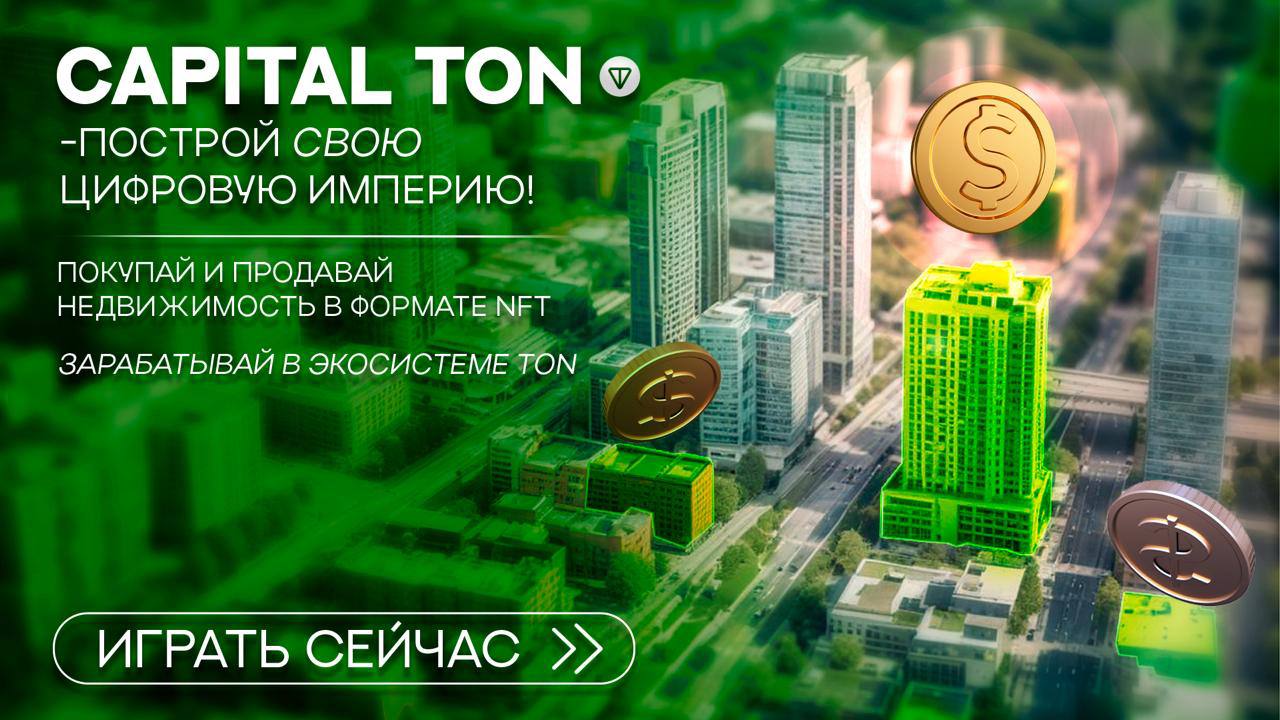 CAPITAL TON
-ПОСТРОЙ СВОЮ
ЦИФРОВУЮ ИМПЕРИЮ!
ПОКУПАЙ И ПРОДАВАЙ
НЕДВИЖИМОСТЬ В ФОРМАТЕ NFT
ЗАРАБАТЫВАЙ В ЭКОСИСТЕМЕ TON
ИГРАТЬ СЕЙЧАС